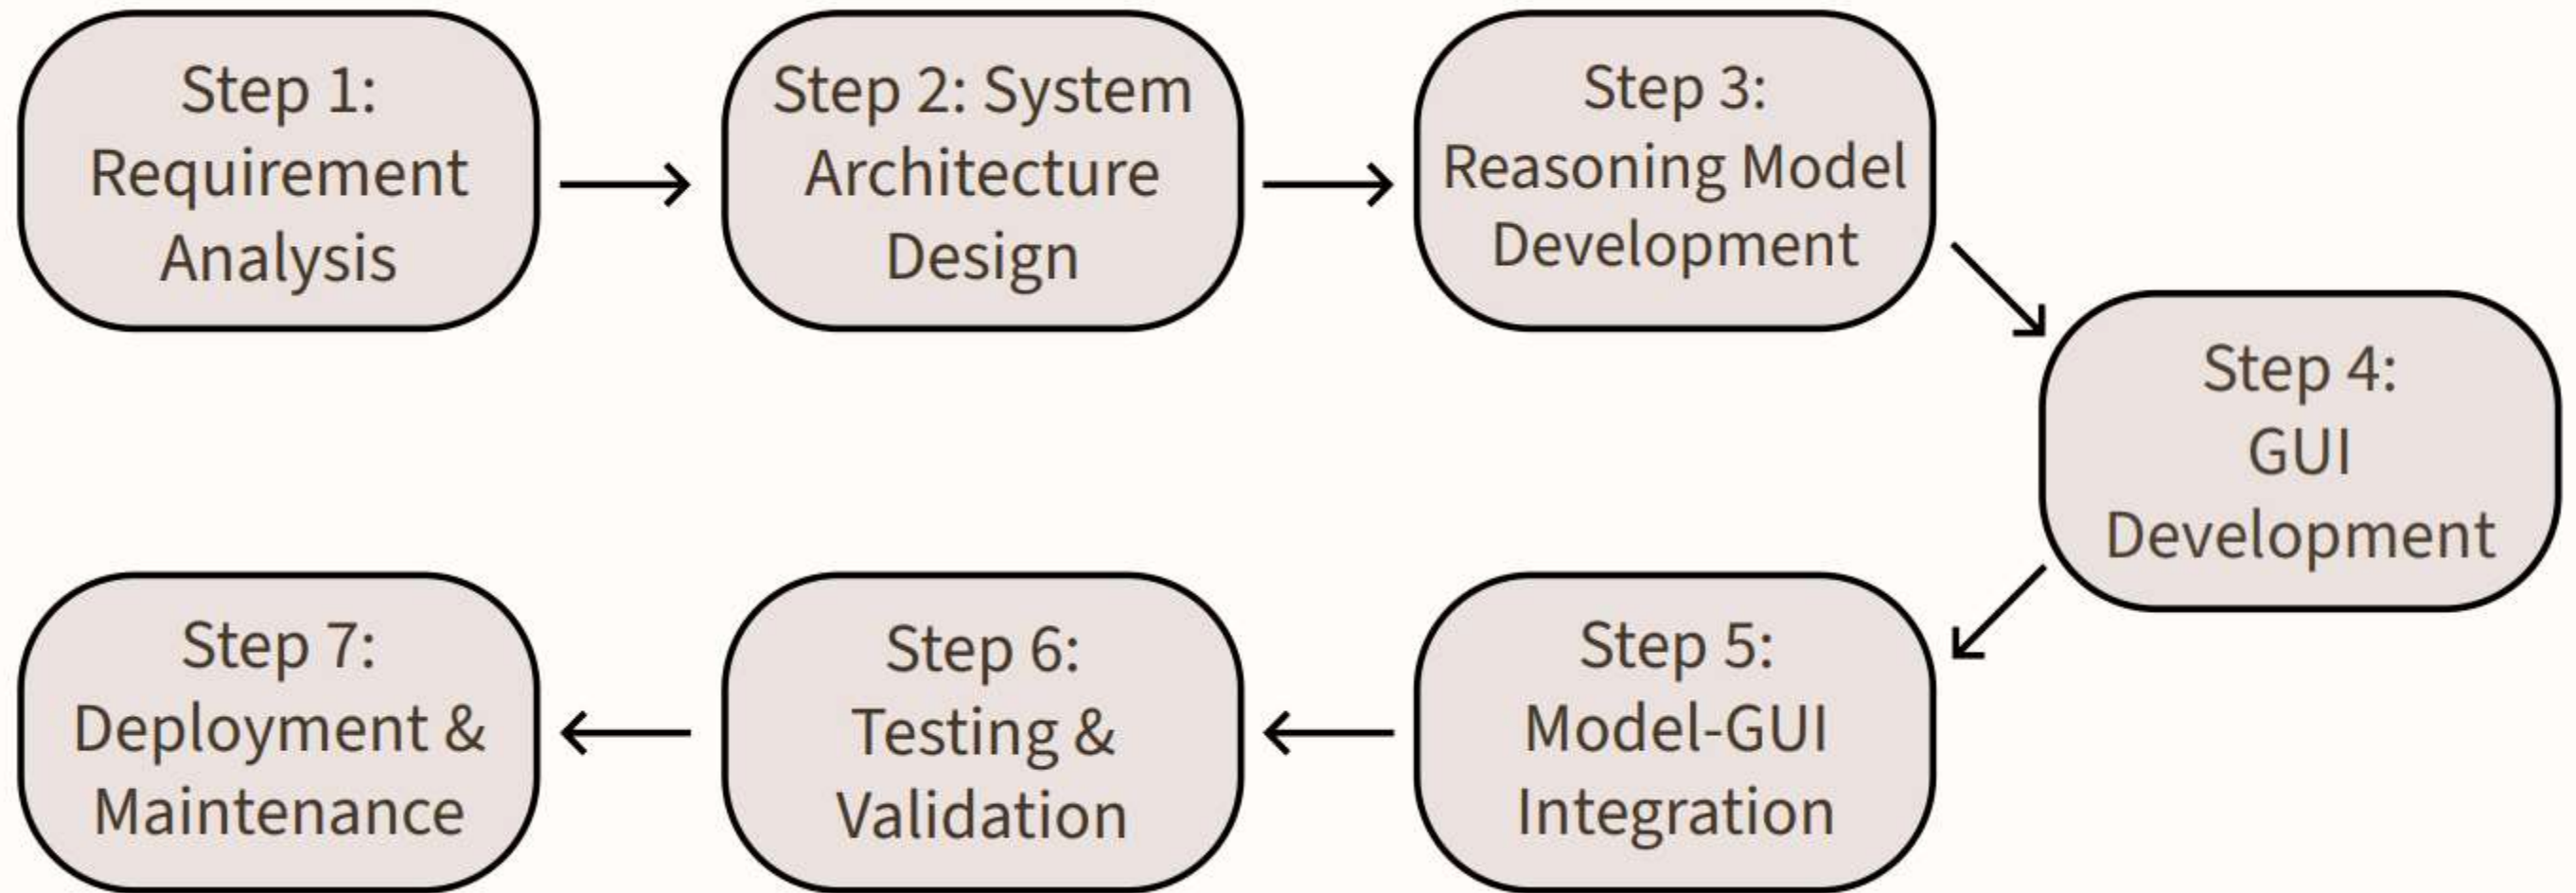 Step 1:
Requirement
Analysis
Step 2: System
Architecture
Design
Step 3:
Reasoning Model
Development
Step 4:
GUI
Development
Step 5:
Model-GUI
Integration
Step 6:
Testing &
Validation
Step 7:
Deployment &
Maintenance